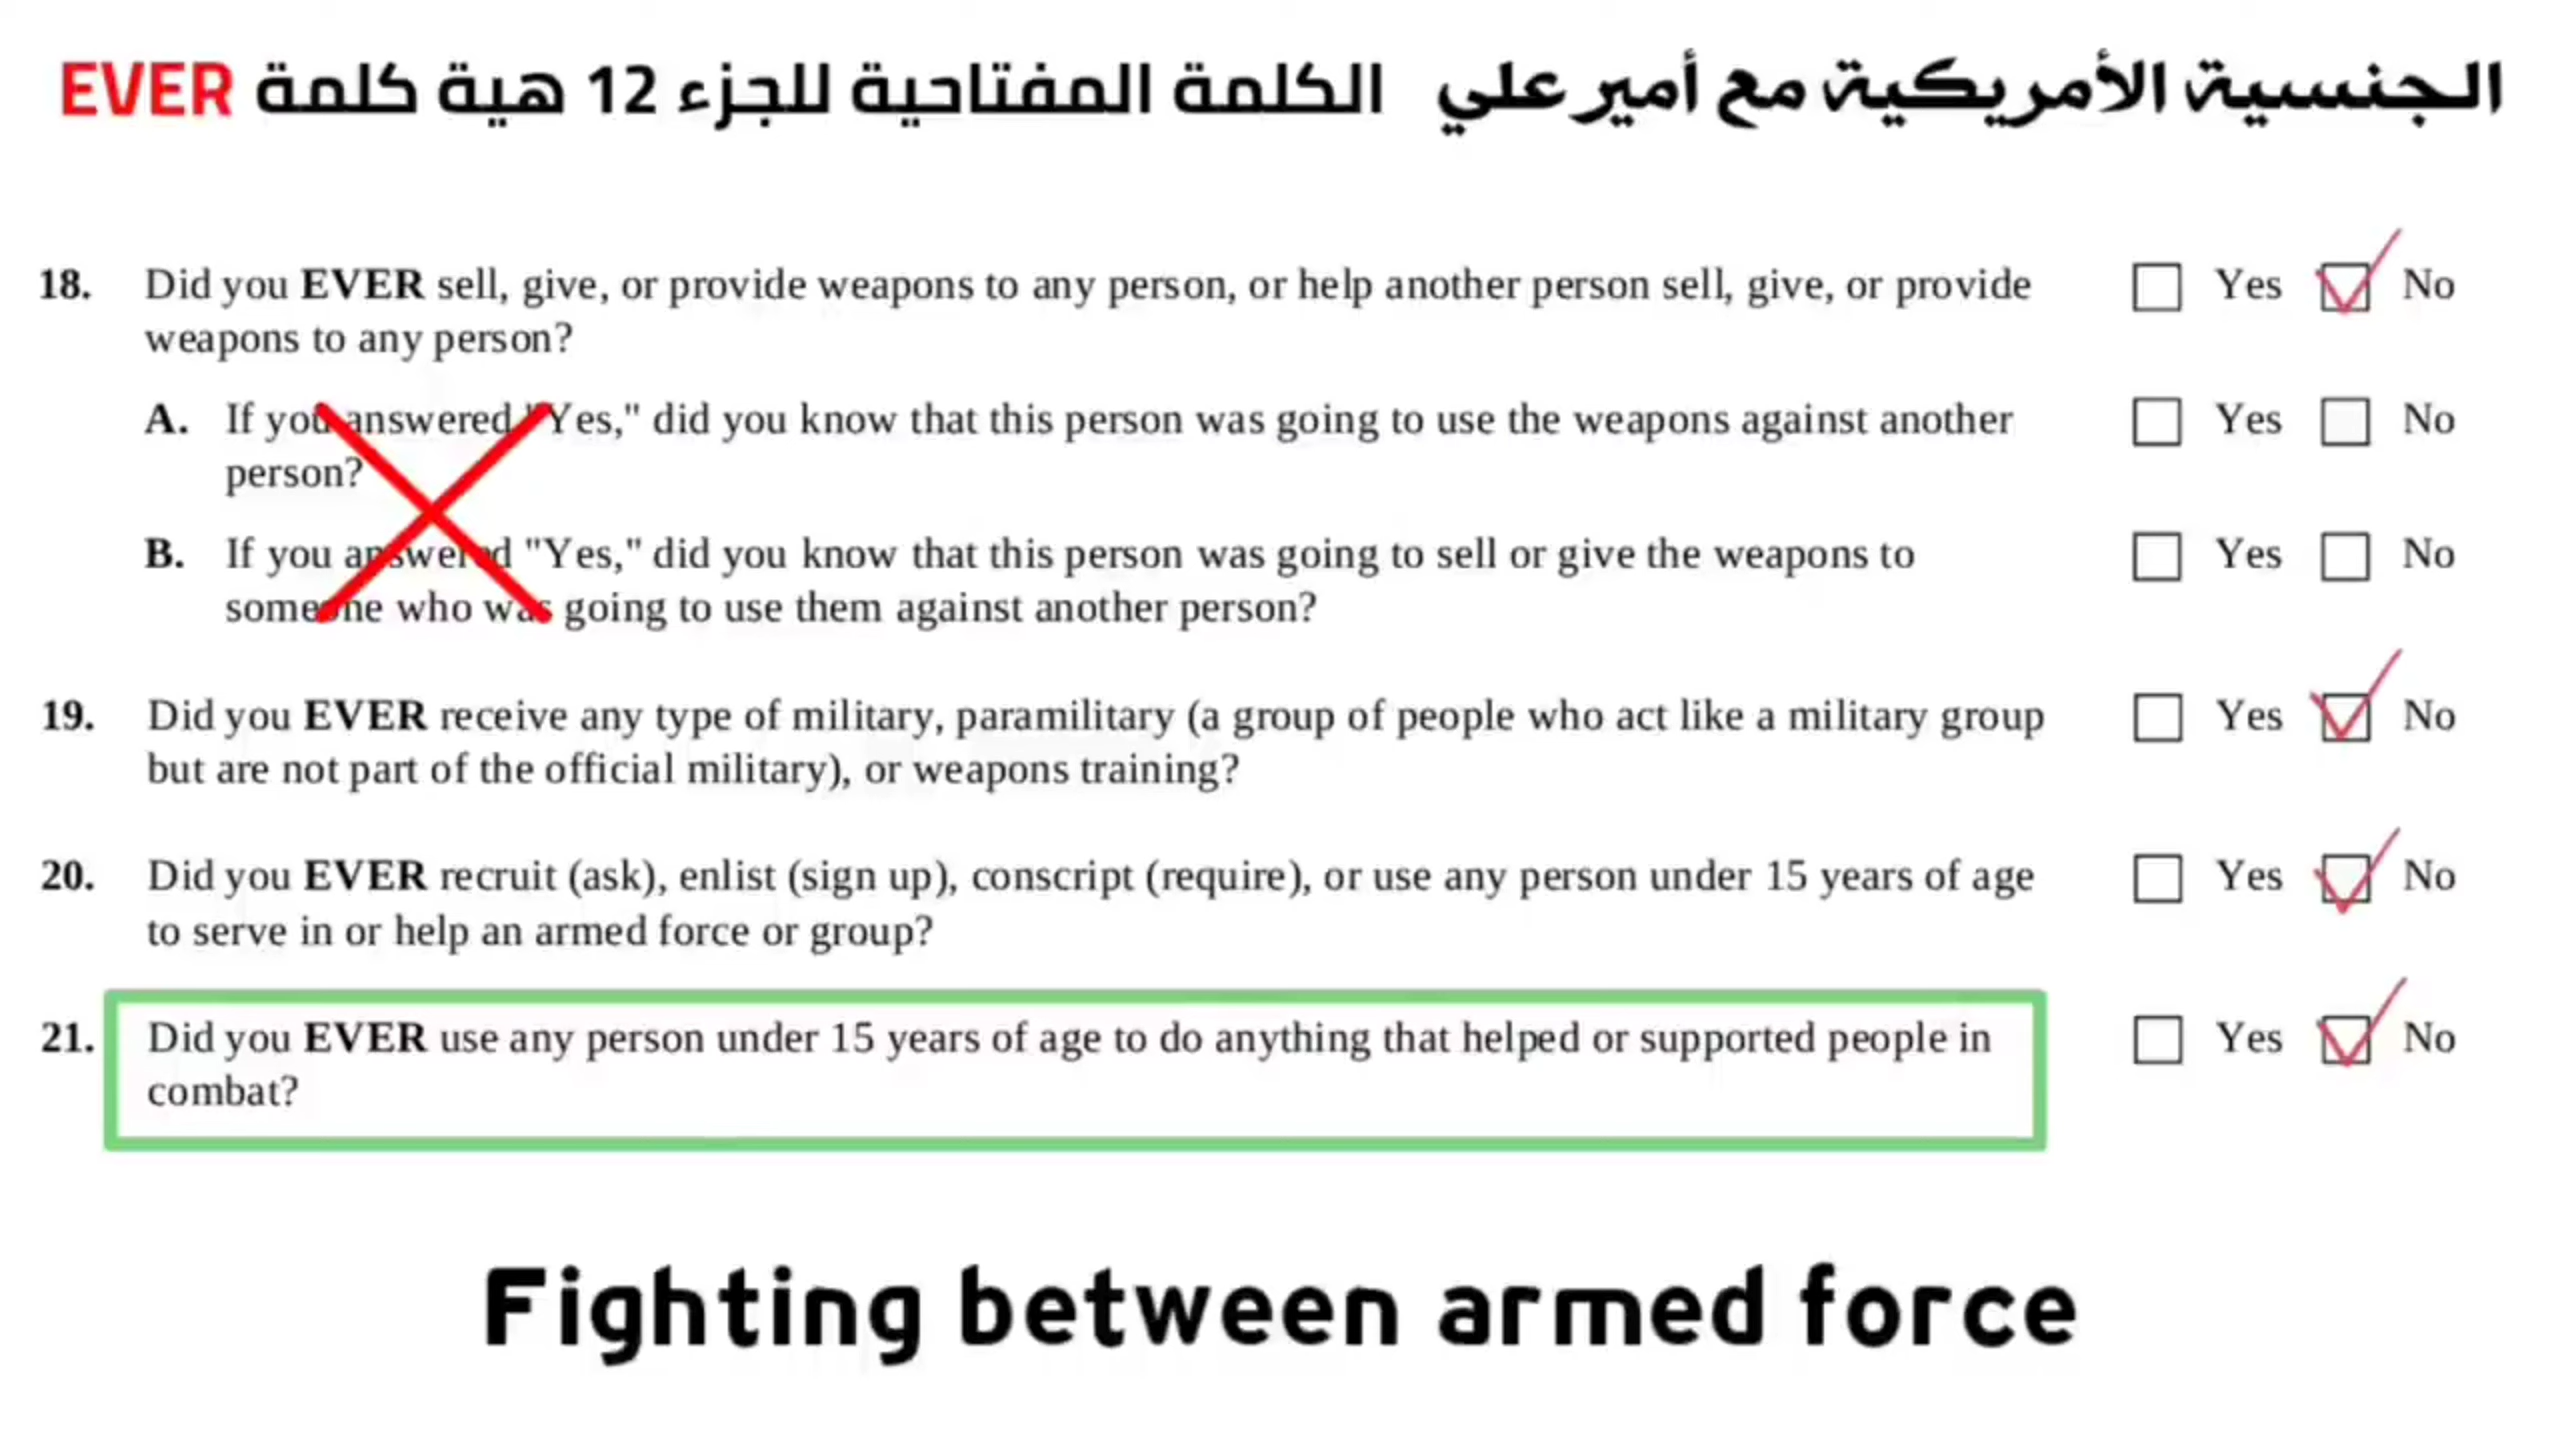 الجنسية الأمريكية مع أمير علي الكلمة المفتاحية للجزء 12 هية كلمة EVER
18. Did you EVER sell, give, or provide weapons to any person, or help another person sell, give, or provide Yes No
weapons to any person?
A. If you answered "Yes," did you know that this person was going to use the weapons against another Yes No
person?
B. If you answered "Yes," did you know that this person was going to sell or give the weapons to Yes No
someone who was going to use them against another person?
19. Did you EVER receive any type of military, paramilitary (a group of people who act like a military group Yes No
but are not part of the official military), or weapons training?
20. Did you EVER recruit (ask), enlist (sign up), conscript (require), or use any person under 15 years of age Yes No
to serve in or help an armed force or group?
21. Did you EVER use any person under 15 years of age to do anything that helped or supported people in Yes No
combat?
Fighting between armed force